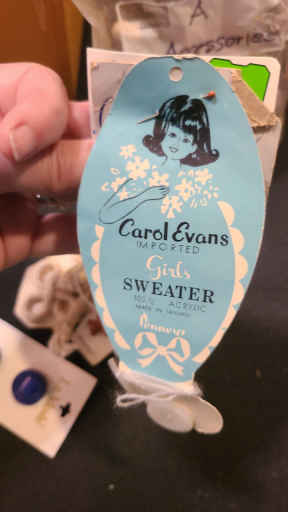 A
Accessories
Carol Evans
IMPORTED
Girls
SWEATER
100% ACRYLIC